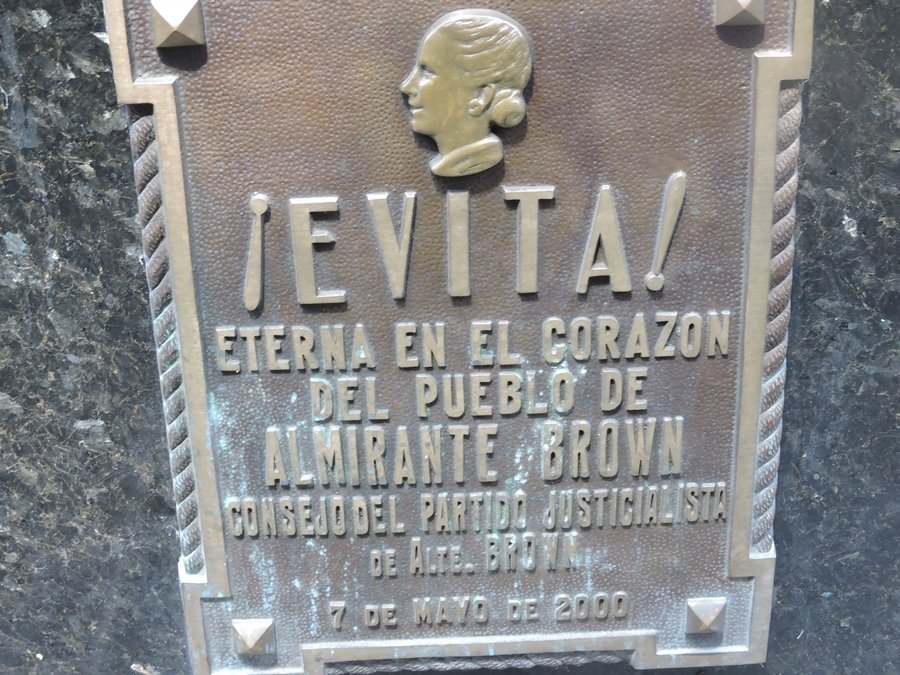 ¡EVITA!
ETERNA EN EL CORAZON
DEL PUEBLO DE
ALMIRANTE BROWN
CONSEJO DEL PARTIDO JUSTICIALISTA
DE ALTE. BROWN
7 DE MAYO DE 2000